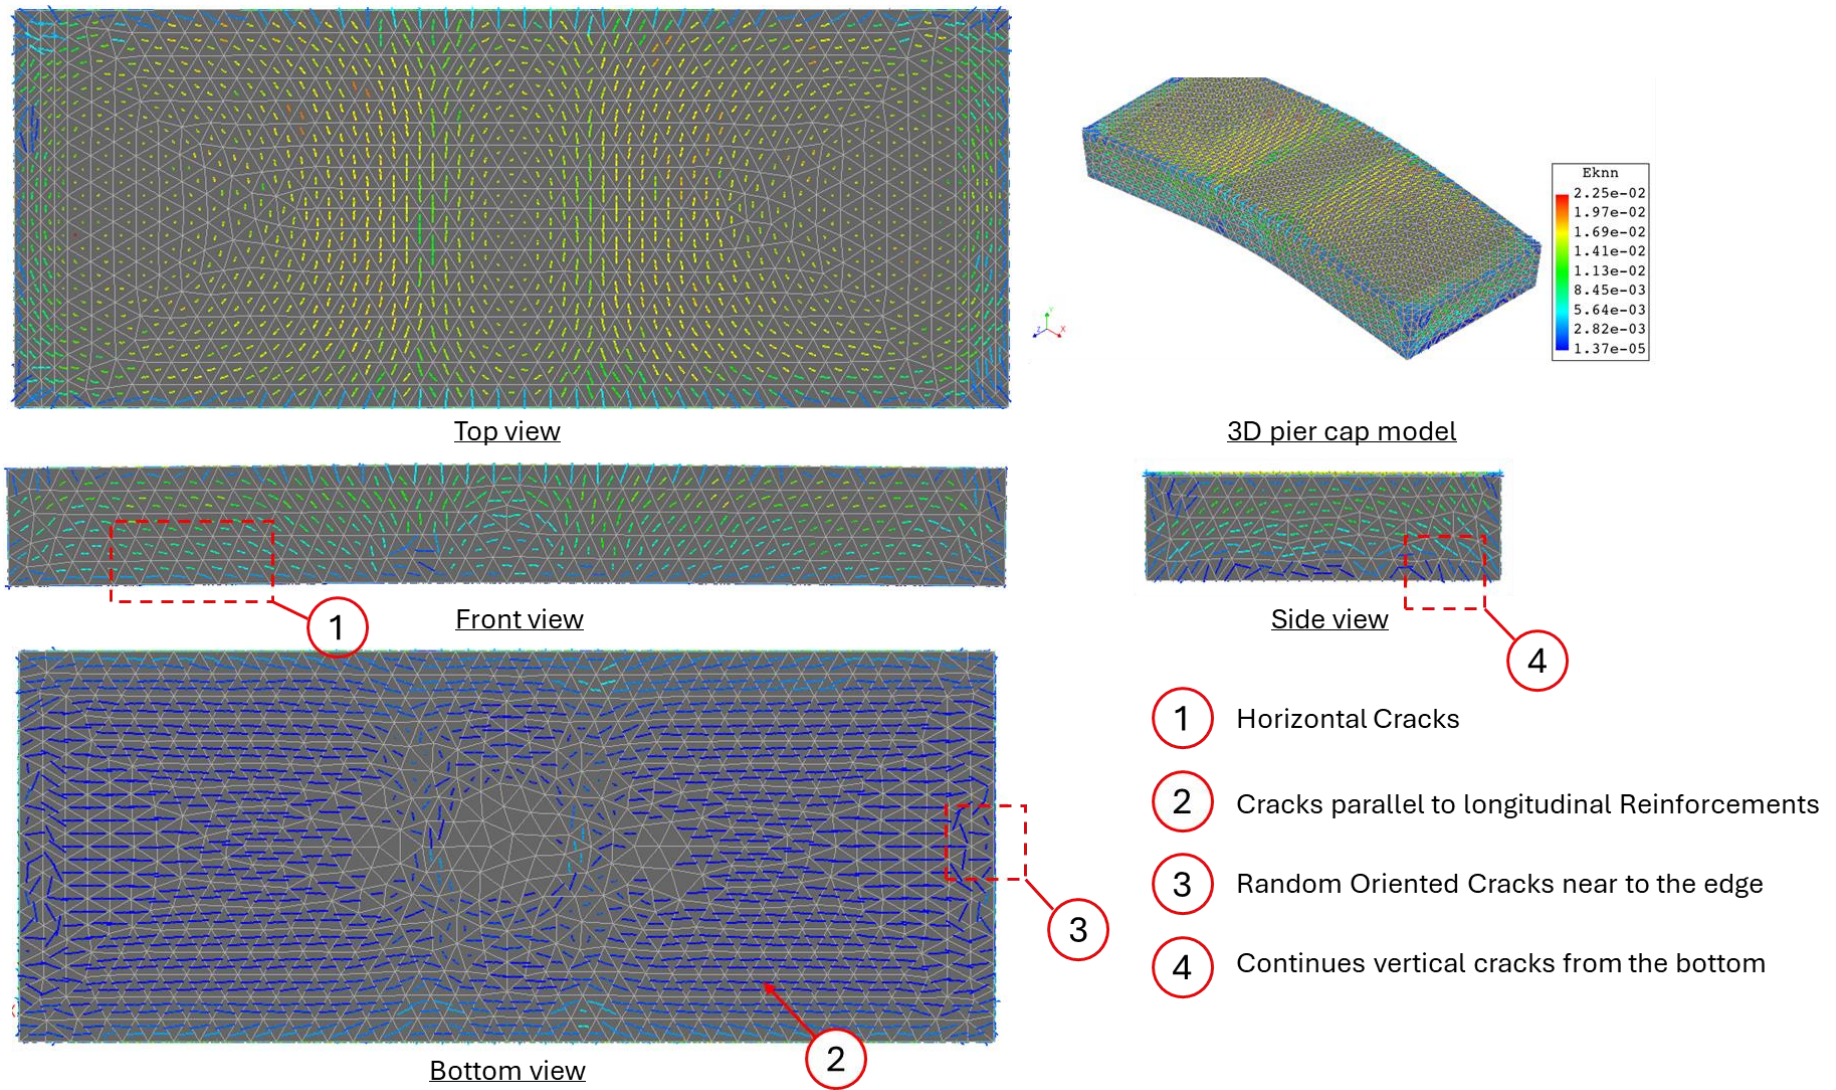 Top view
3D pier cap model
Eknn
2.25e-02
1.97e-02
1.69e-02
1.41e-02
1.13e-02
8.45e-03
5.64e-03
2.82e-03
1.37e-05
Y
Z X
Front view
1
Side view
4
Bottom view
2
3
1 Horizontal Cracks
2 Cracks parallel to longitudinal Reinforcements
3 Random Oriented Cracks near to the edge
4 Continues vertical cracks from the bottom